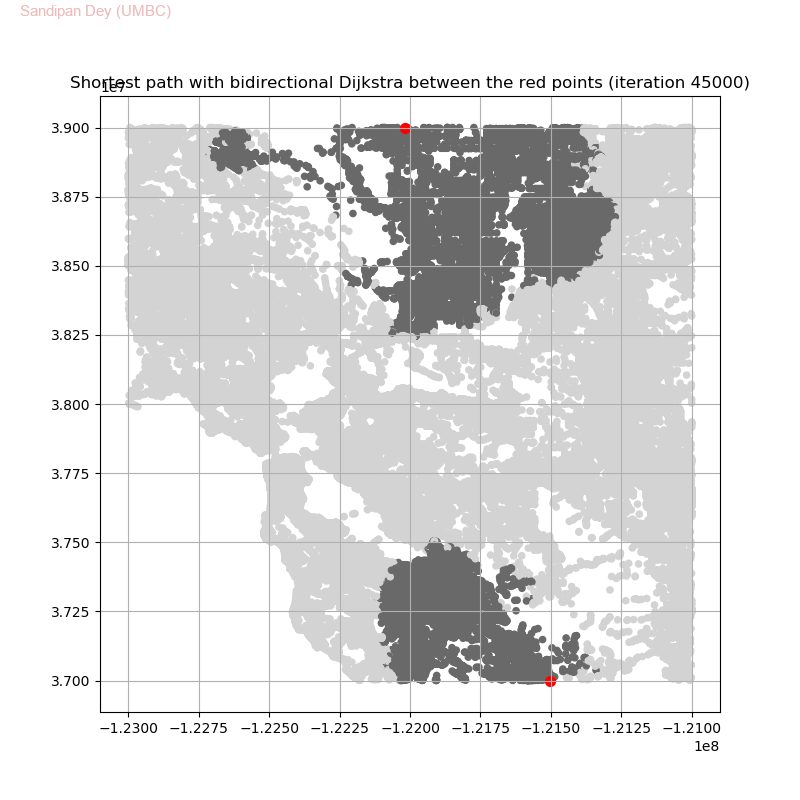 Sandipan Dey (UMBC)
Shortest path with bidirectional Dijkstra between the red points (iteration 45000)
1e7
3.900
3.875
3.850
3.825
3.800
3.775
3.750
3.725
3.700
−1.2300 −1.2275 −1.2250 −1.2225 −1.2200 −1.2175 −1.2150 −1.2125 −1.2100
1e8